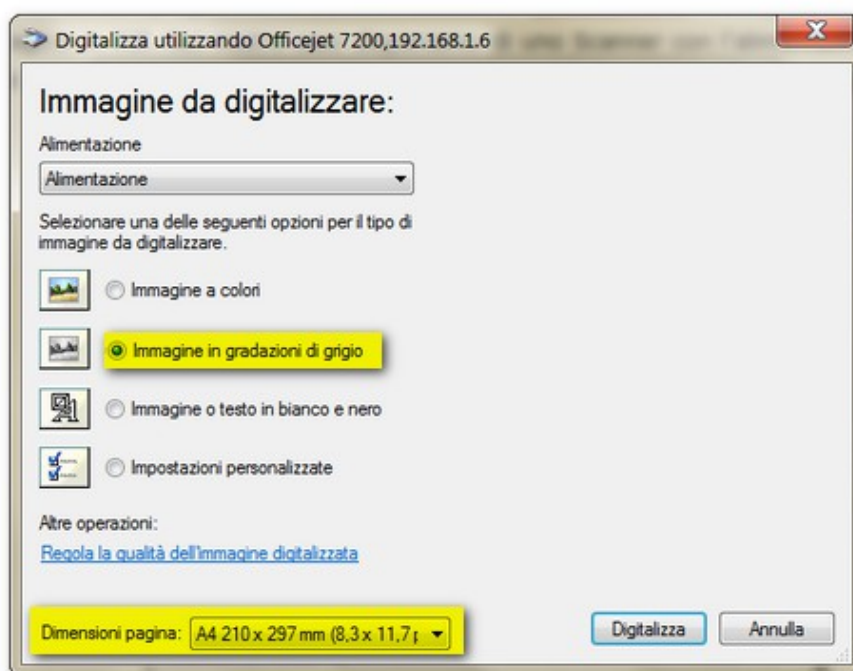 Digitalizza utilizzando Officejet 7200,192.168.1.6
Immagine da digitalizzare:
Alimentazione
Alimentazione
Selezionare una delle seguenti opzioni per il tipo di
immagine da digitalizzare.
Immagine a colori
Immagine in gradazioni di grigio
Immagine o testo in bianco e nero
Impostazioni personalizzate
Altre operazioni:
Regola la qualità dell'immagine digitalizzata
Dimensioni pagina: A4 210 x 297 mm (8,3 x 11,7 p
Digitalizza Annulla